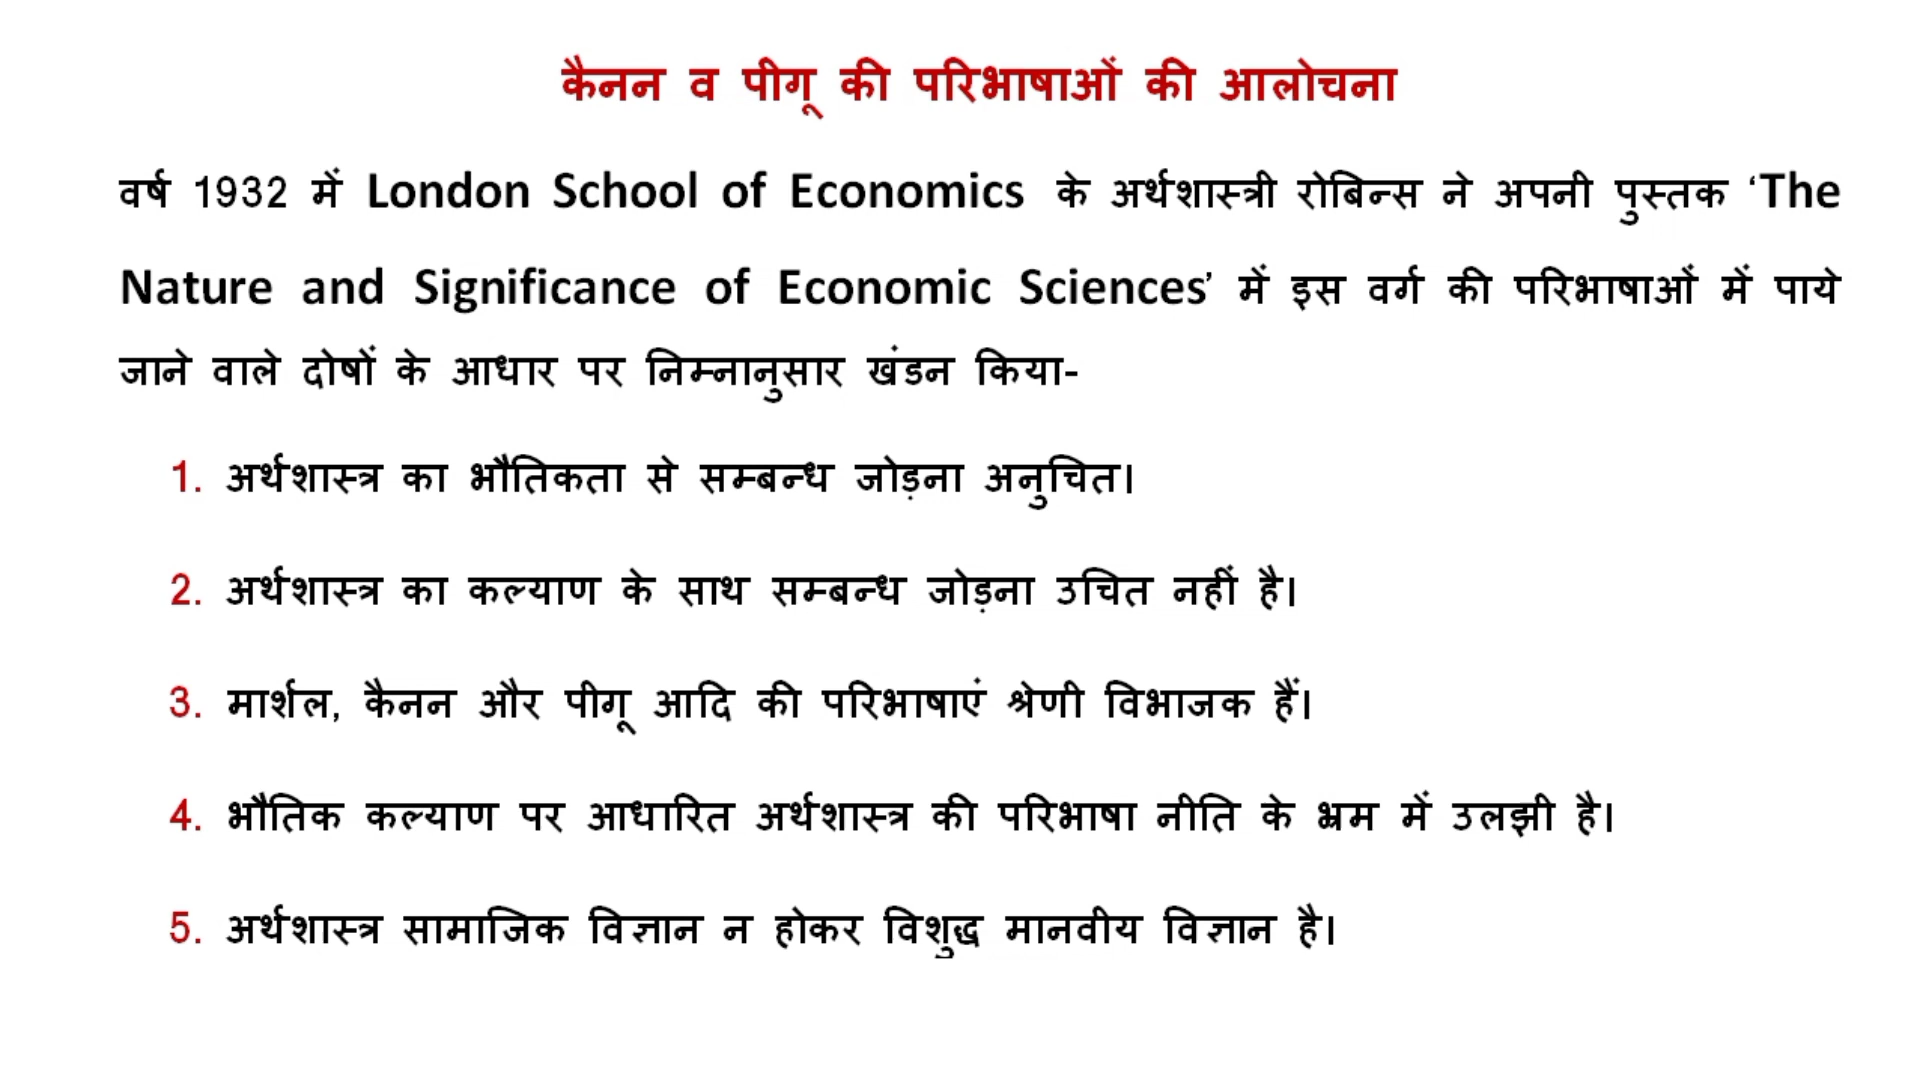 कैनन व पीगू की परिभाषाओं की आलोचना
वर्ष 1932 में London School of Economics के अर्थशास्त्री रोबिन्स ने अपनी पुस्तक ‘The
Nature and Significance of Economic Sciences’ में इस वर्ग की परिभाषाओं में पाये
जाने वाले दोषों के आधार पर निम्नानुसार खंडन किया-
1. अर्थशास्त्र का भौतिकता से सम्बन्ध जोड़ना अनुचित।
2. अर्थशास्त्र का कल्याण के साथ सम्बन्ध जोड़ना उचित नहीं है।
3. मार्शल, कैनन और पीगू आदि की परिभाषाएं श्रेणी विभाजक हैं।
4. भौतिक कल्याण पर आधारित अर्थशास्त्र की परिभाषा नीति के भ्रम में उलझी है।
5. अर्थशास्त्र सामाजिक विज्ञान न होकर विशुद्ध मानवीय विज्ञान है।